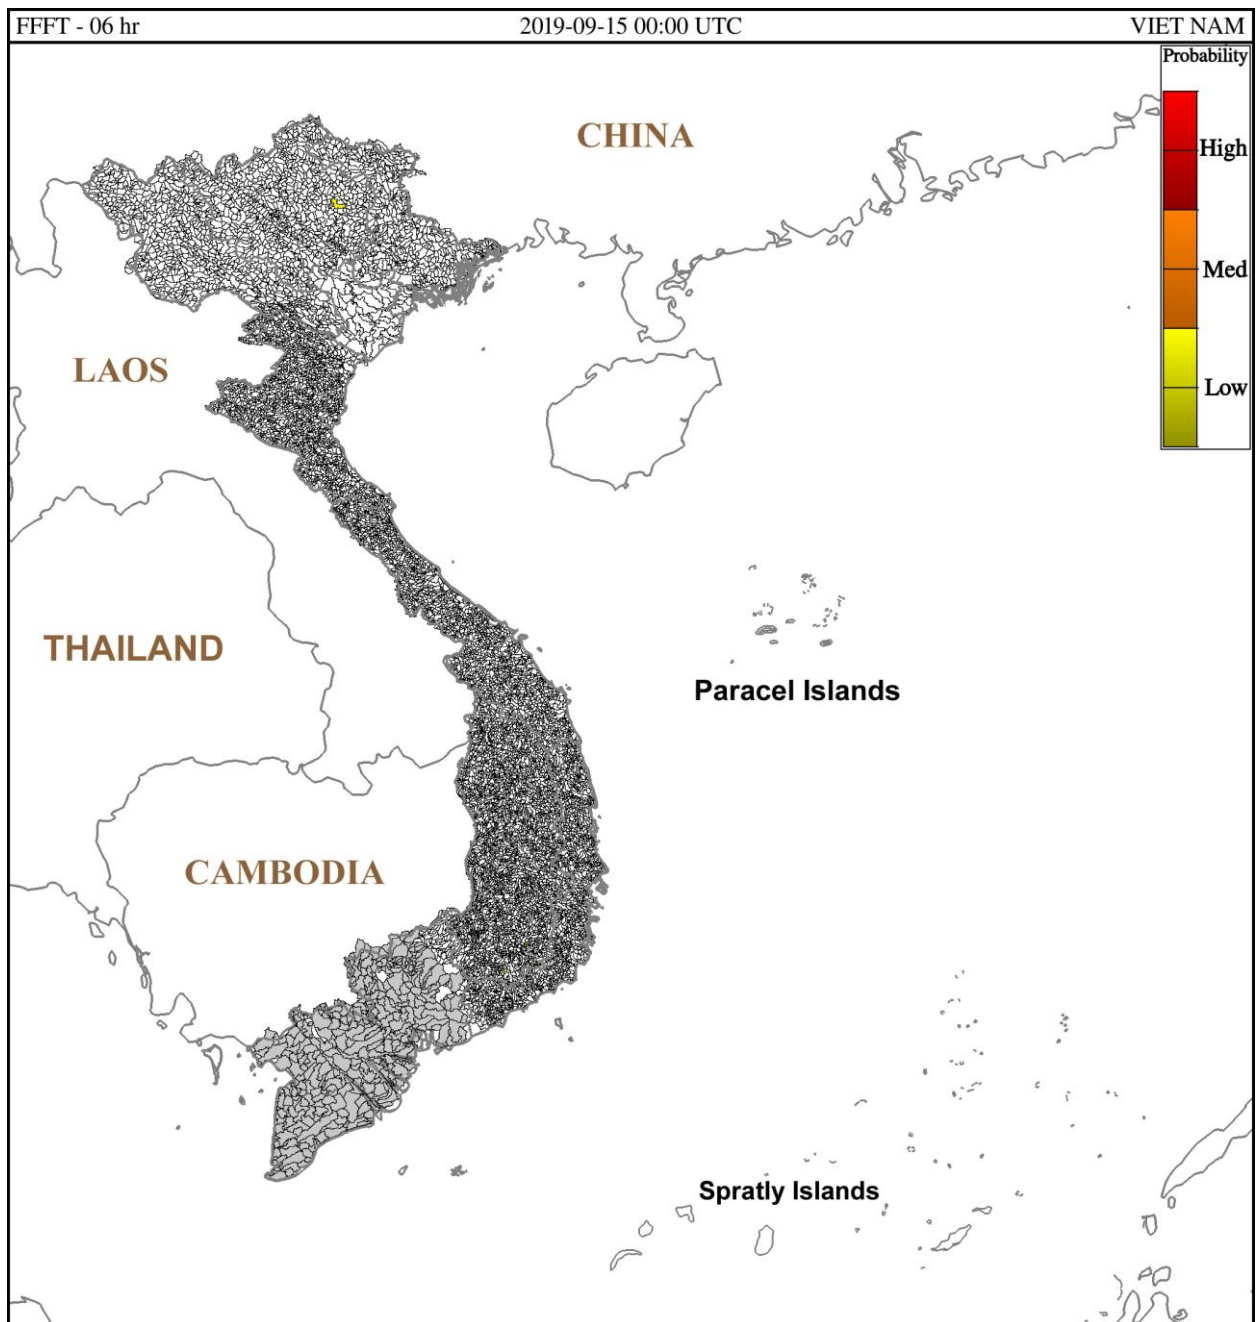 FFFT - 06 hr
2019-09-15 00:00 UTC
VIET NAM
Probability
High
Med
Low
CHINA
LAOS
THAILAND
Paracel Islands
CAMBODIA
Spratly Islands